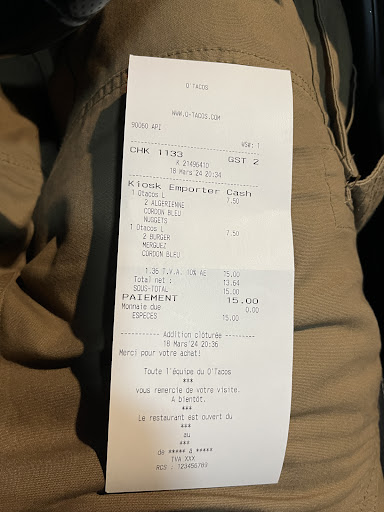 O'TACOS
WWW.O-TACOS.COM
90060 API
WS#: 1
CHK 1133 GST 2
K 21496410
18 Mars'24 20:34
Kiosk Emporter Cash
1 Otacos L 7.50
2 ALGERIENNE
CORDON BLEU
NUGGETS
1 Otacos L 7.50
2 BURGER
MERGUEZ
CORDON BLEU
1.36 T.V.A. 10% AE 15.00
Total net : 13.64
SOUS-TOTAL 15.00
PAIEMENT 15.00
Monnaie due 0.00
ESPECES 15.00
---------- Addition clôturée ----------
18 Mars'24 20:36
Merci pour votre achat!
Toute l'équipe du O'Tacos
***
vous remercie de votre visite.
A bientôt.
***
Le restaurant est ouvert du
***
au
***
de ***** à *****
TVA XXX
RCS : 123456789